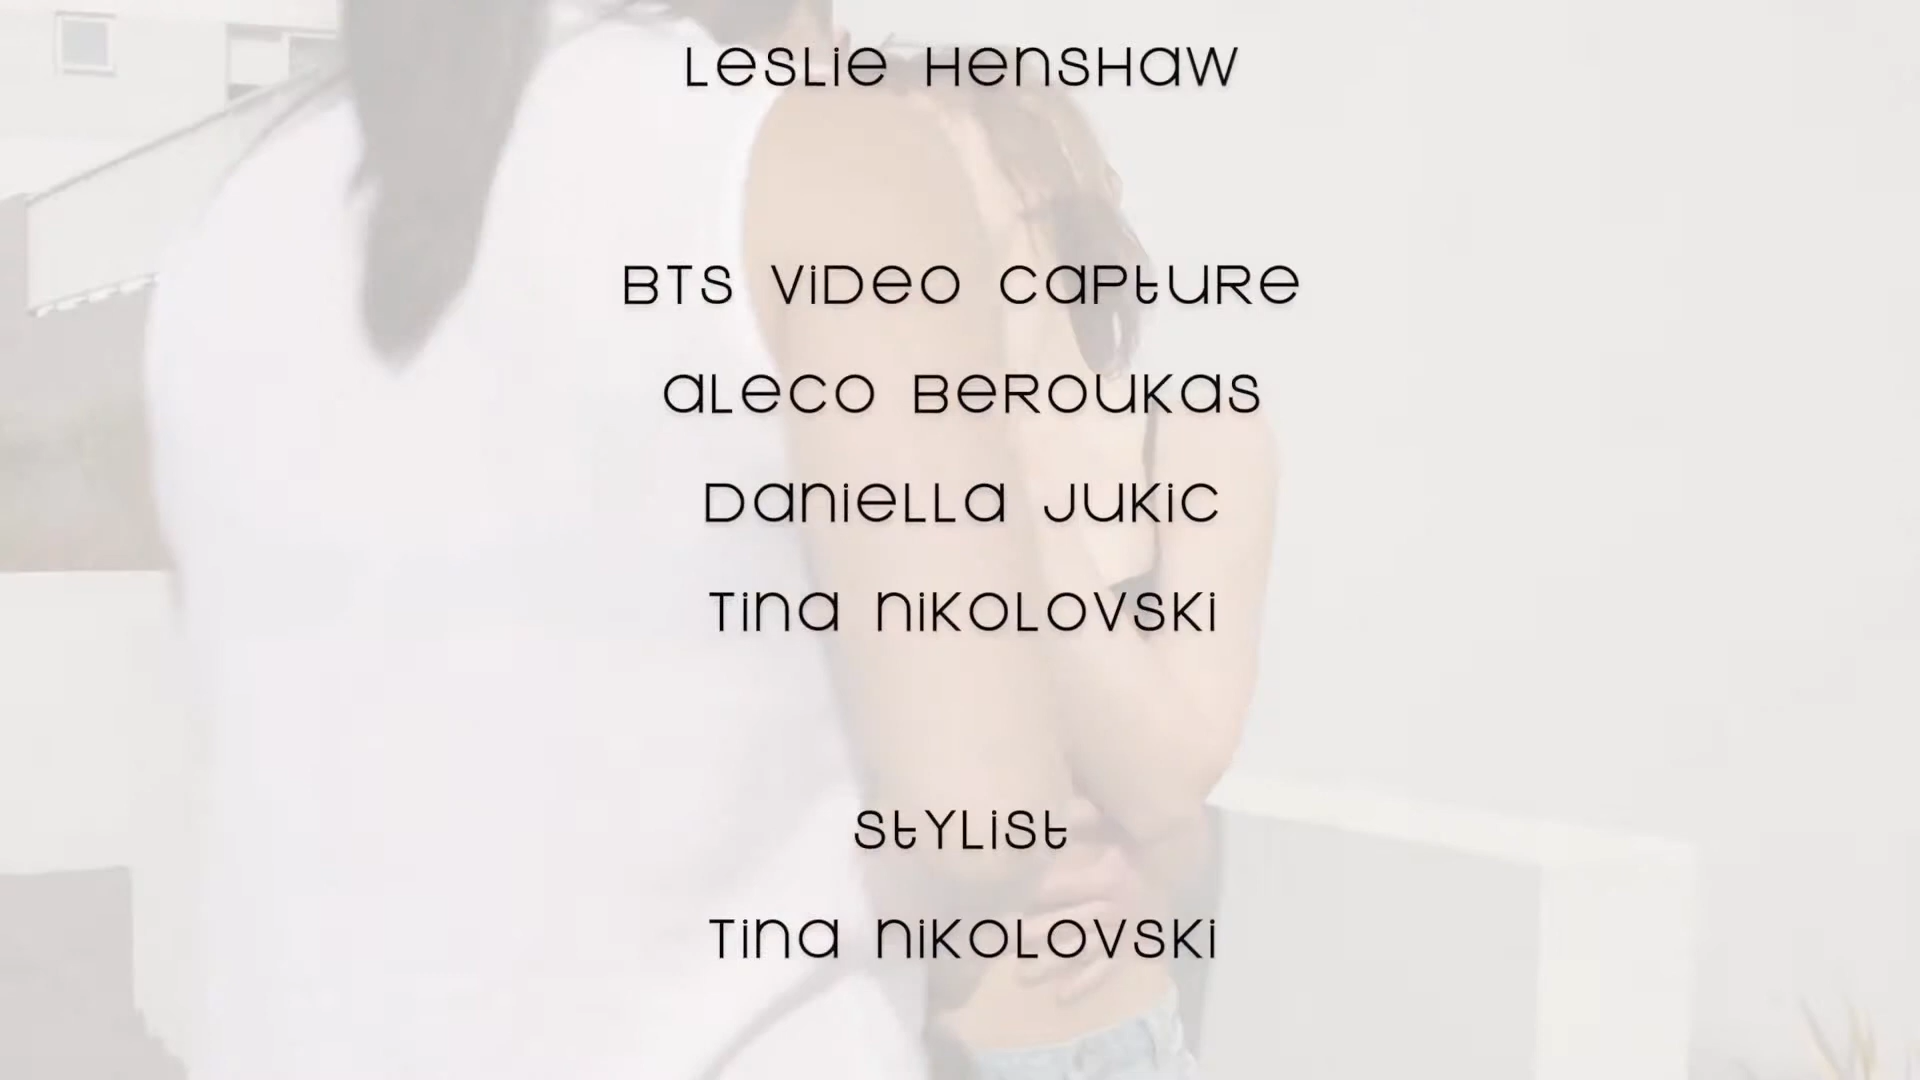 Leslie Henshaw
BTS Video Capture
Aleco Beroukas
Daniella Jukic
Tina Nikolovski
Stylist
Tina Nikolovski